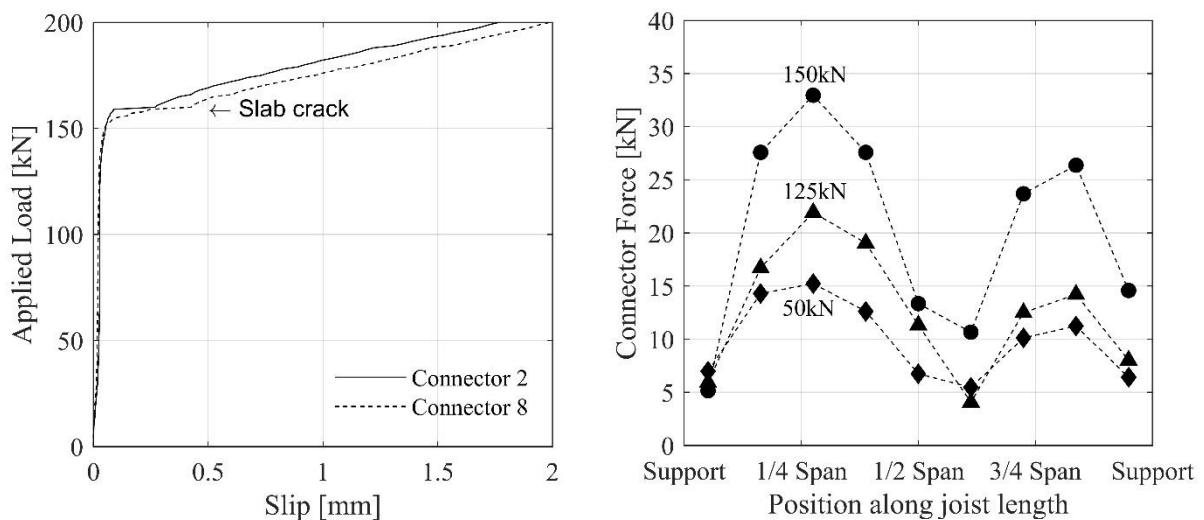 200
150
100
50
0
Applied Load [kN]
← Slab crack
Connector 2
Connector 8
0 0.5 1 1.5 2
Slip [mm]
40
35
30
25
20
15
10
5
0
Connector Force [kN]
150kN
125kN
50kN
Support 1/4 Span 1/2 Span 3/4 Span Support
Position along joist length